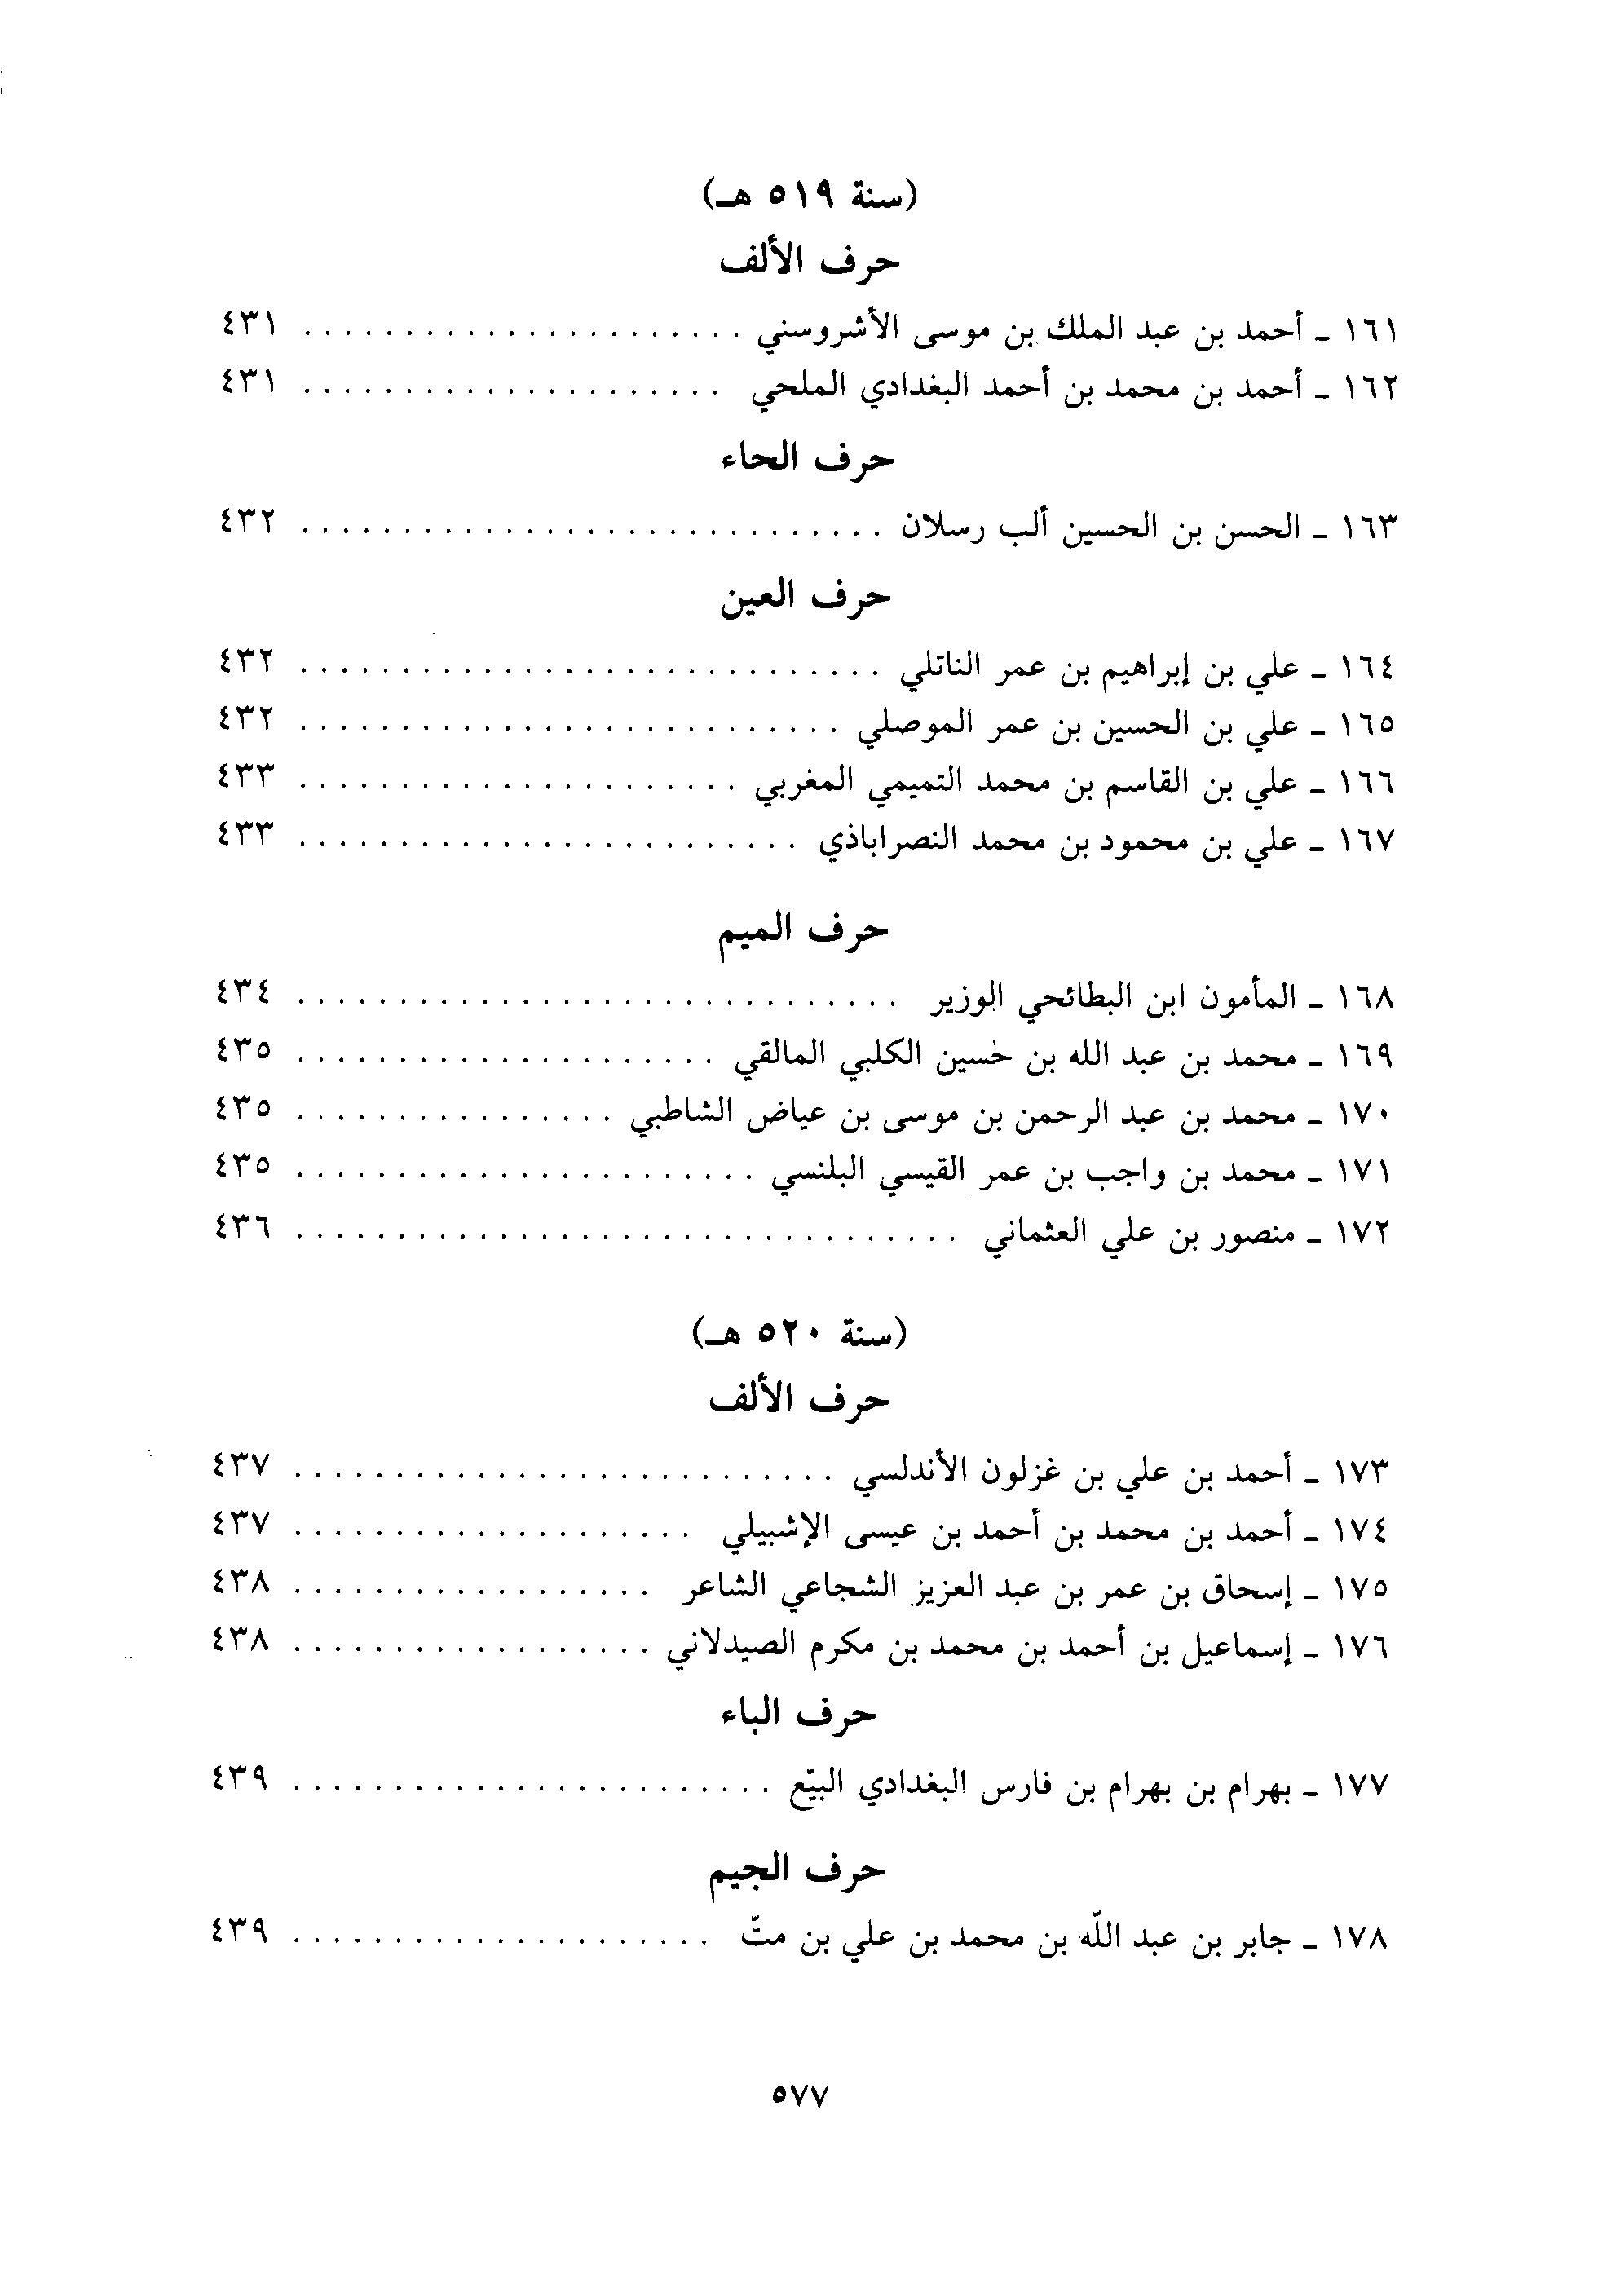 (سنة ٥١٩ هـ)
حرف الألف
١٦١ ـ أحمد بن عبد الملك بن موسى الأشروسني . . . . . . . . . . . . . . . . . . . . . . ٤٣١
١٦٢ ـ أحمد بن محمد بن أحمد البغدادي الملحي . . . . . . . . . . . . . . . . . . . . . ٤٣١
حرف الحاء
١٦٣ ـ الحسن بن الحسين ألب رسلان . . . . . . . . . . . . . . . . . . . . . . . . . . . . . ٤٣٢
حرف العين
١٦٤ ـ علي بن إبراهيم بن عمر الناتلي . . . . . . . . . . . . . . . . . . . . . . . . . . . . . ٤٣٢
١٦٥ ـ علي بن الحسين بن عمر الموصلي . . . . . . . . . . . . . . . . . . . . . . . . . . . ٤٣٢
١٦٦ ـ علي بن القاسم بن محمد التميمي المغربي . . . . . . . . . . . . . . . . . . . . . . ٤٣٣
١٦٧ ـ علي بن محمود بن محمد النصراباذي . . . . . . . . . . . . . . . . . . . . . . . . . ٤٣٣
حرف الميم
١٦٨ ـ المأمون ابن البطائحي الوزير . . . . . . . . . . . . . . . . . . . . . . . . . . . . . . ٤٣٤
١٦٩ ـ محمد بن عبد الله بن حسين الكلبي المالقي . . . . . . . . . . . . . . . . . . . . . ٤٣٥
١٧٠ ـ محمد بن عبد الرحمن بن موسى بن عياض الشاطبي . . . . . . . . . . . . . . . . ٤٣٥
١٧١ ـ محمد بن واجب بن عمر القيسي البلنسي . . . . . . . . . . . . . . . . . . . . . . . ٤٣٥
١٧٢ ـ منصور بن علي العثماني . . . . . . . . . . . . . . . . . . . . . . . . . . . . . . . . . ٤٣٦
(سنة ٥٢٠ هـ)
حرف الألف
١٧٣ ـ أحمد بن علي بن غزلون الأندلسي . . . . . . . . . . . . . . . . . . . . . . . . . . . ٤٣٧
١٧٤ ـ أحمد بن محمد بن أحمد بن عيسى الإشبيلي . . . . . . . . . . . . . . . . . . . . ٤٣٧
١٧٥ ـ إسحاق بن عمر بن عبد العزيز الشجاعي الشاعر . . . . . . . . . . . . . . . . . . ٤٣٨
١٧٦ ـ إسماعيل بن أحمد بن محمد بن مكرم الصيدلاني . . . . . . . . . . . . . . . . . . ٤٣٨
حرف الباء
١٧٧ ـ بهرام بن بهرام بن فارس البغدادي البيّع . . . . . . . . . . . . . . . . . . . . . . . . ٤٣٩
حرف الجيم
١٧٨ ـ جابر بن عبد اللّه بن محمد بن علي بن متّ . . . . . . . . . . . . . . . . . . . . . ٤٣٩
٥٧٧